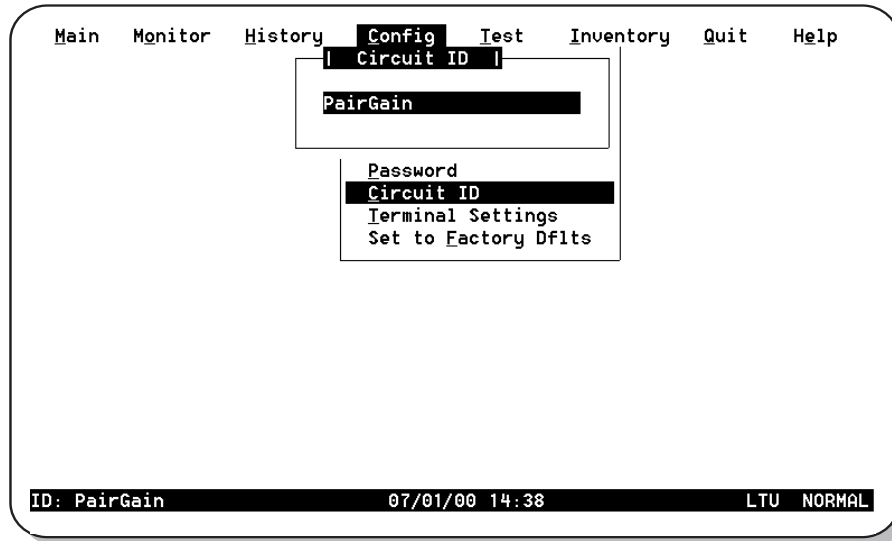 Main Monitor History Config Test Inventory Quit Help
| Circuit ID |
PairGain
Password
Circuit ID
Terminal Settings
Set to Factory Dflts
ID: PairGain 07/01/00 14:38 LTU NORMAL